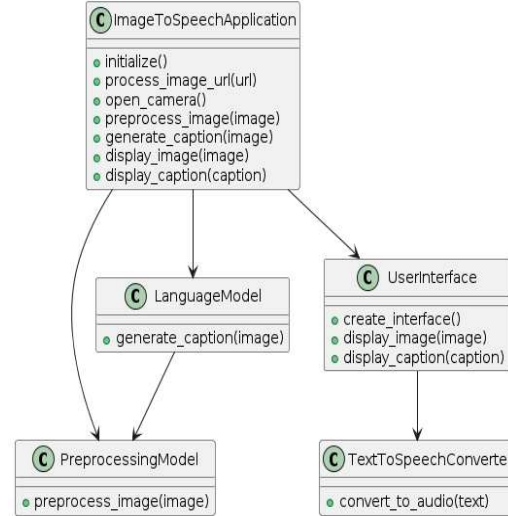 C ImageToSpeechApplication
initialize()
process_image_url(url)
open_camera()
preprocess_image(image)
generate_caption(image)
display_image(image)
display_caption(caption)
C LanguageModel
generate_caption(image)
C UserInterface
create_interface()
display_image(image)
display_caption(caption)
C PreprocessingModel
preprocess_image(image)
C TextToSpeechConverte
convert_to_audio(text)